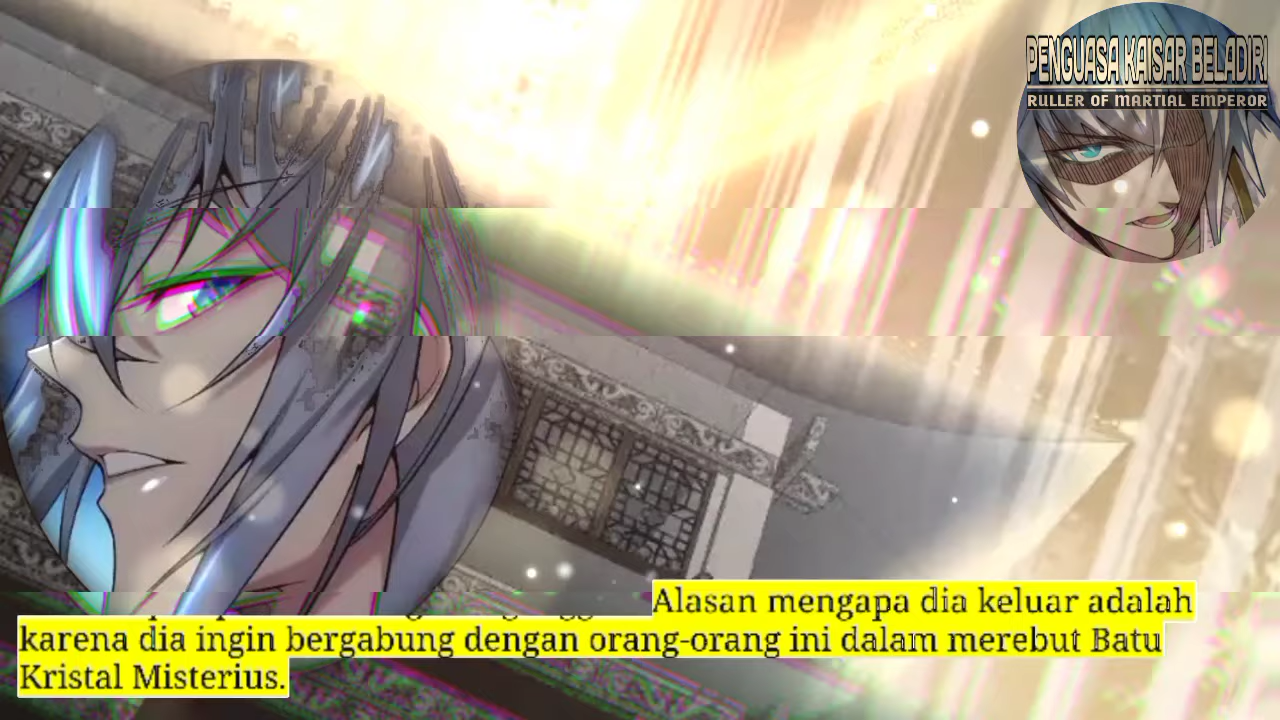 PENGUASA KAISAR BELADIRI
RULLER OF MARTIAL EMPEROR
Alasan mengapa dia keluar adalah
karena dia ingin bergabung dengan orang-orang ini dalam merebut Batu
Kristal Misterius.